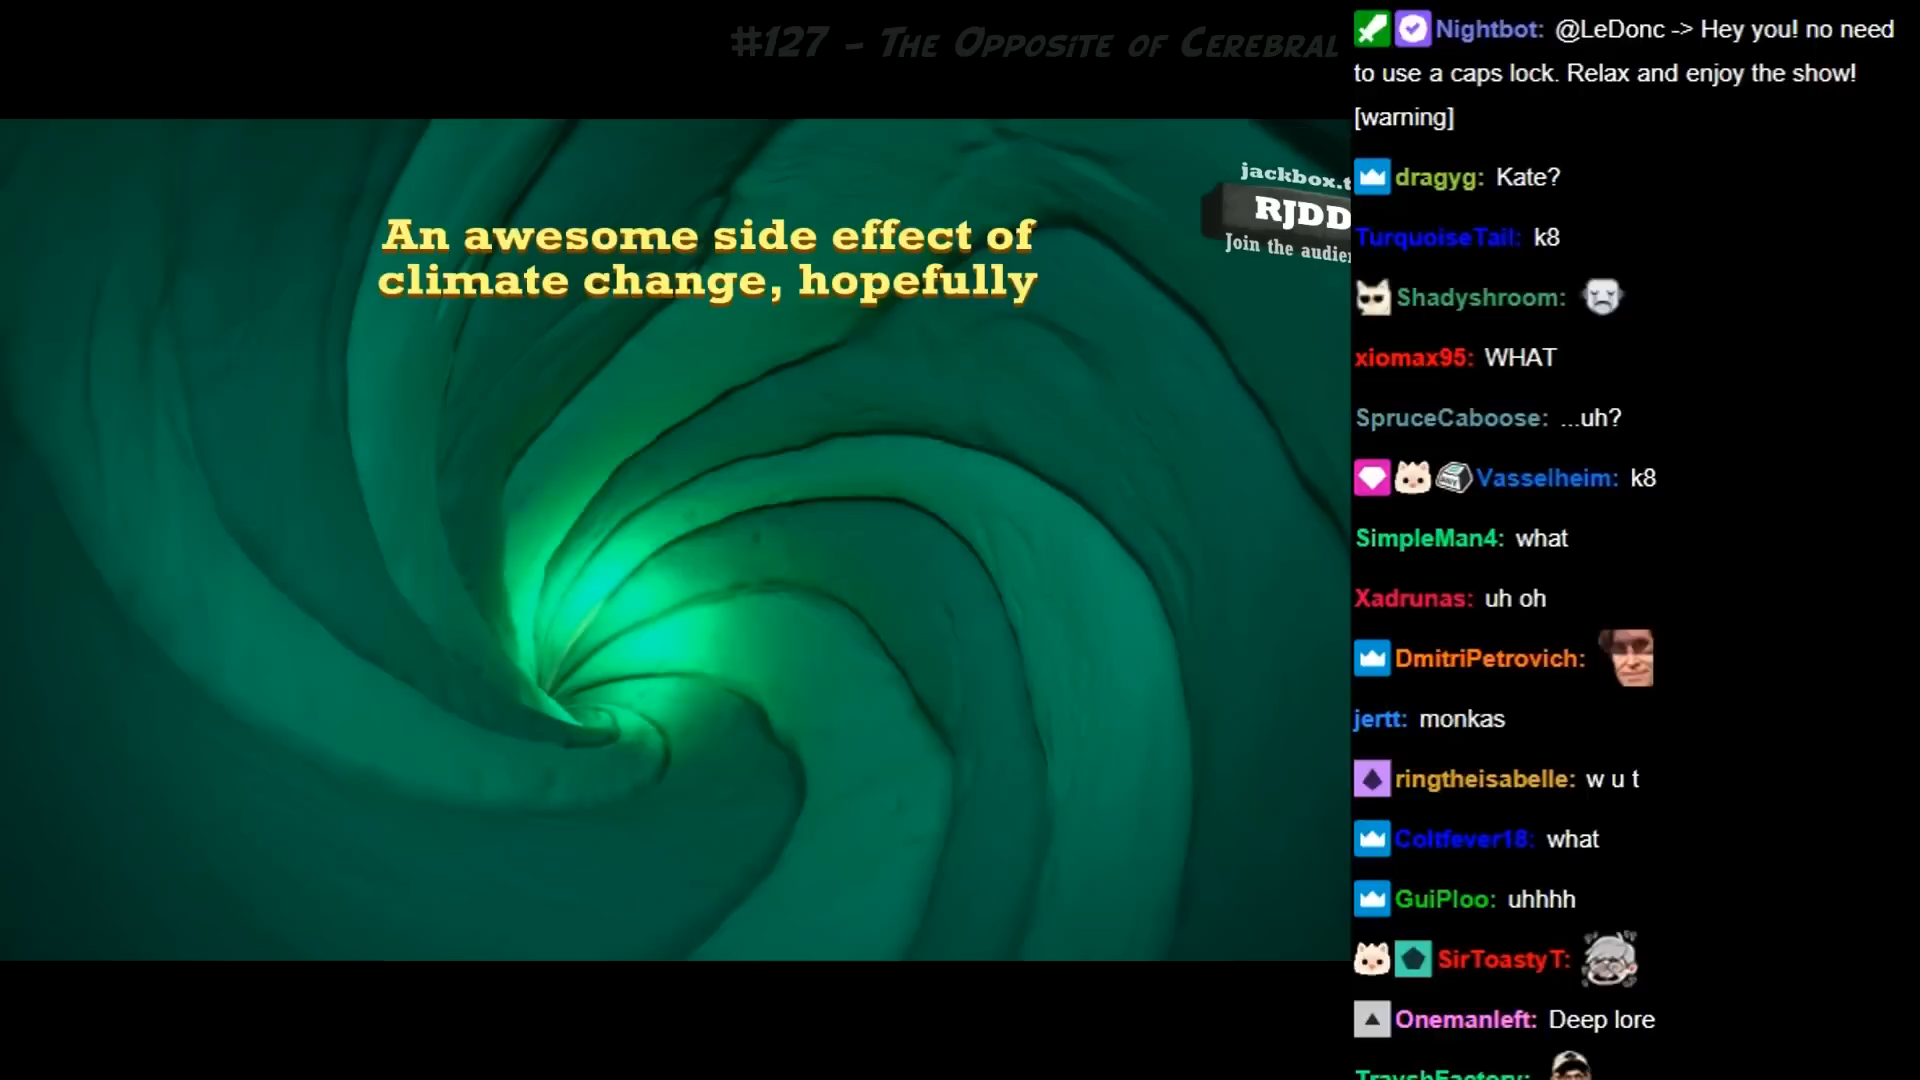 #127 - The Opposite of Cerebral
An awesome side effect of
climate change, hopefully
jackbox.t
RJDD
Join the audie
Nightbot: @LeDonc -> Hey you! no need
to use a caps lock. Relax and enjoy the show!
[warning]
dragyg: Kate?
TurquoiseTail: k8
Shadyshroom:
xiomax95: WHAT
SpruceCaboose: ...uh?
Vasselheim: k8
SimpleMan4: what
Xadrunas: uh oh
DmitriPetrovich:
jertt: monkas
ringtheisabelle: w u t
Coltfever18: what
GuiPloo: uhhhh
SirToastyT:
Onemanleft: Deep lore